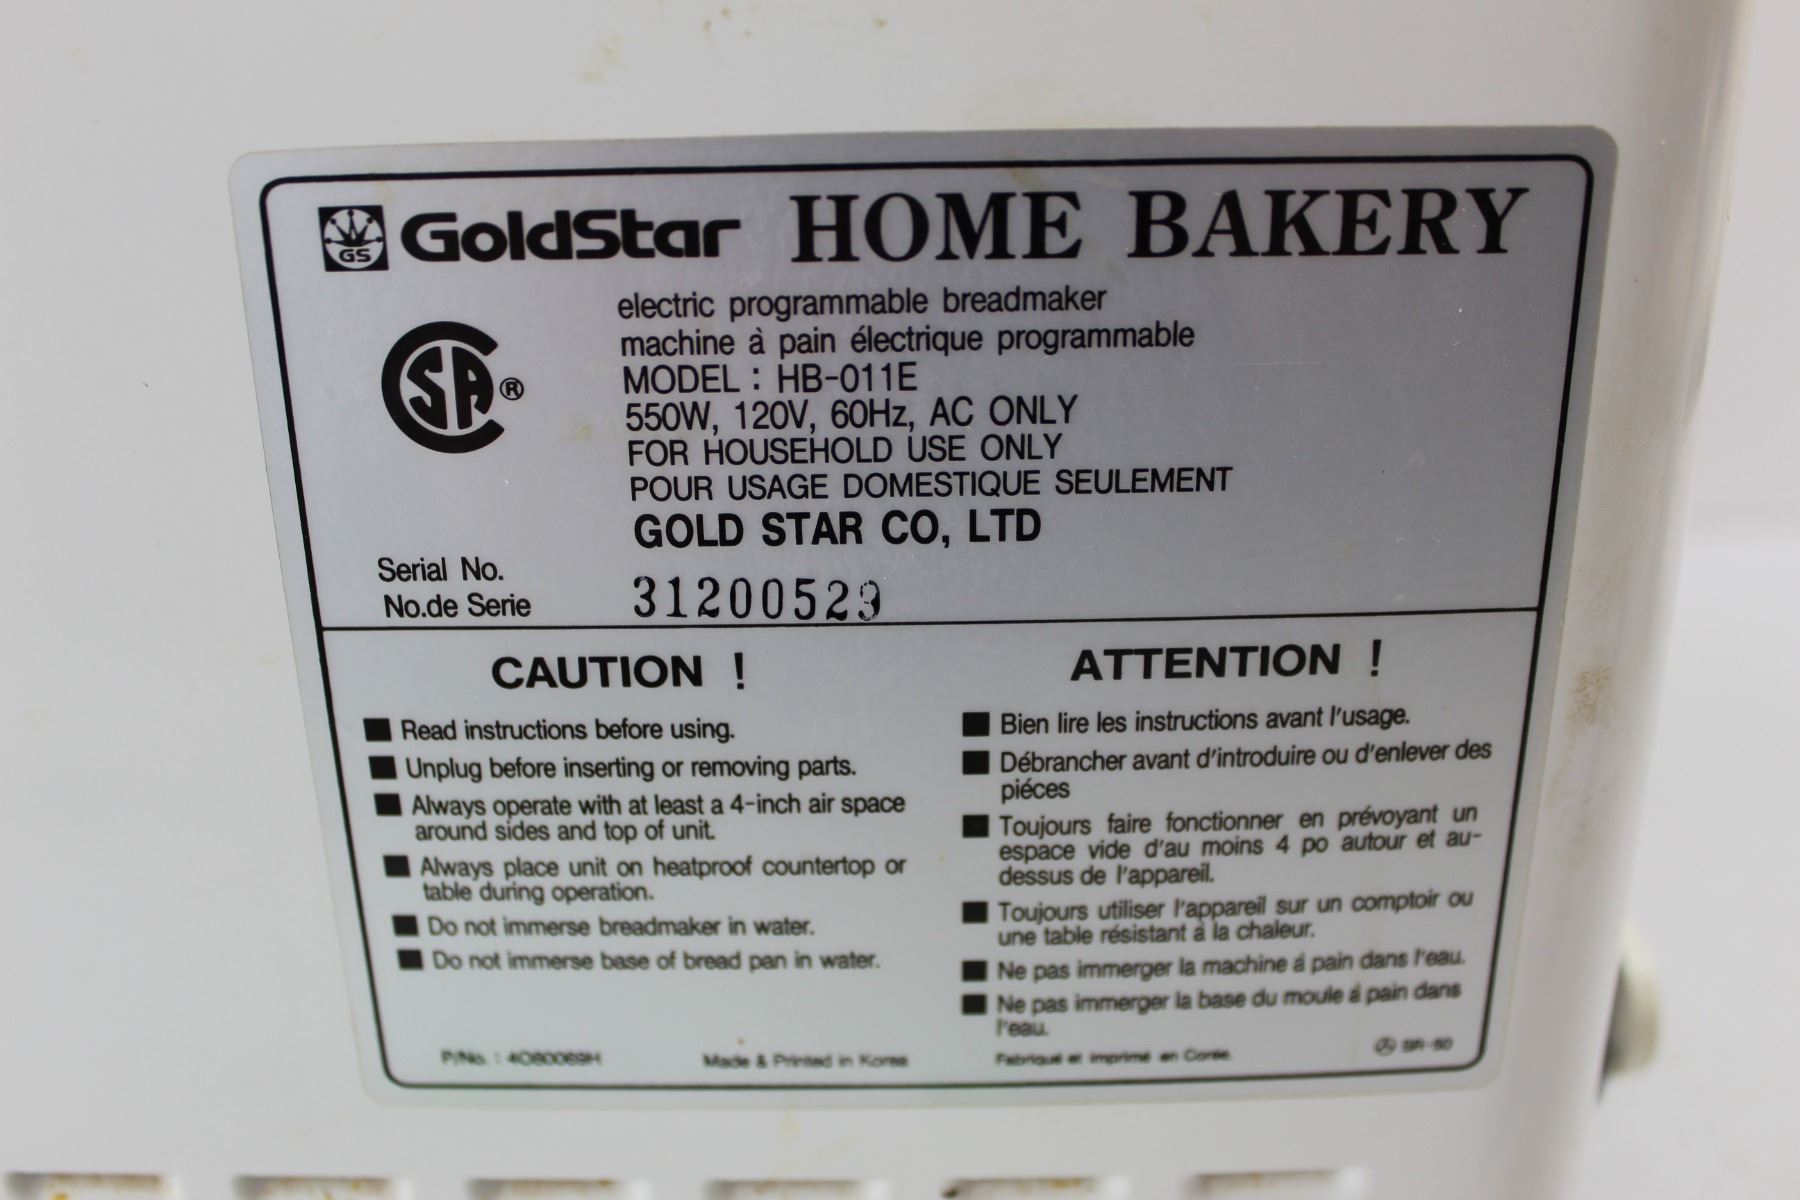 GS GoldStar HOME BAKERY
electric programmable breadmaker
machine à pain électrique programmable
CSA ® MODEL : HB-011E
550W, 120V, 60Hz, AC ONLY
FOR HOUSEHOLD USE ONLY
POUR USAGE DOMESTIQUE SEULEMENT
GOLD STAR CO, LTD
Serial No.
No.de Serie 31200529
CAUTION !
■ Read instructions before using.
■ Unplug before inserting or removing parts.
■ Always operate with at least a 4-inch air space
around sides and top of unit.
■ Always place unit on heatproof countertop or
table during operation.
■ Do not immerse breadmaker in water.
■ Do not immerse base of bread pan in water.
ATTENTION !
■ Bien lire les instructions avant l'usage.
■ Débrancher avant d'introduire ou d'enlever des
piéces
■ Toujours faire fonctionner en prévoyant un
espace vide d'au moins 4 po autour et au-
dessus de l'appareil.
■ Toujours utiliser l'appareil sur un comptoir ou
une table résistant à la chaleur.
■ Ne pas immerger la machine á pain dans l'eau.
■ Ne pas immerger la base du moule á pain dans
l'eau.
P/No. :
Made & Printed in Korea
Fabriqué et imprimé en Corée.